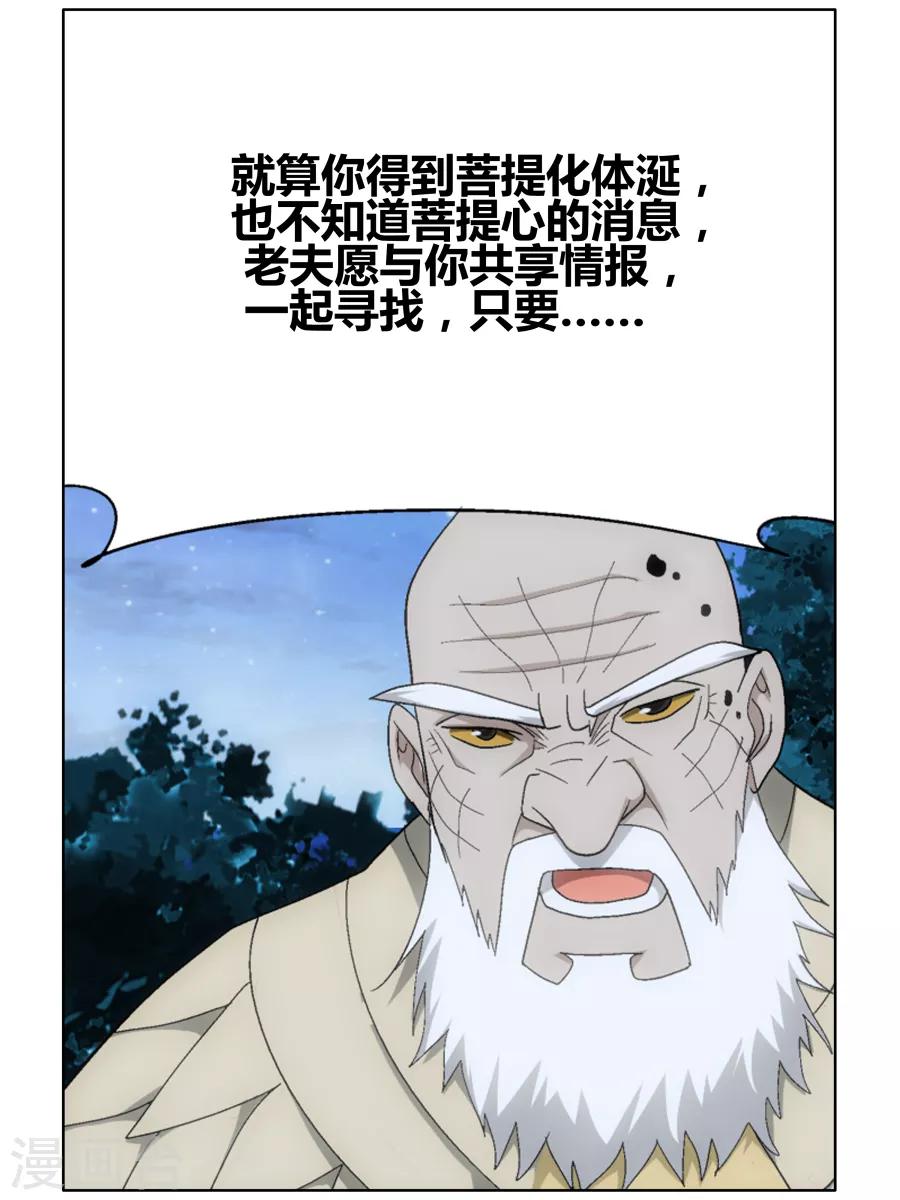 就算你得到菩提化体涎，
也不知道菩提心的消息，
老夫愿与你共享情报，
一起寻找，只要……
漫画台